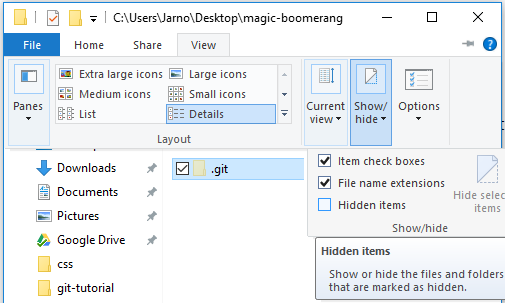 C:\Users\Jarno\Desktop\magic-boomerang
File
Home
Share
View
Panes
Extra large icons
Large icons
Medium icons
Small icons
List
Details
Layout
Current
view
Show/
hide
Options
Downloads
Documents
Pictures
Google Drive
css
git-tutorial
.git
Item check boxes
File name extensions
Hidden items
Hide selec
items
Show/hide
Hidden items
Show or hide the files and folders
that are marked as hidden.